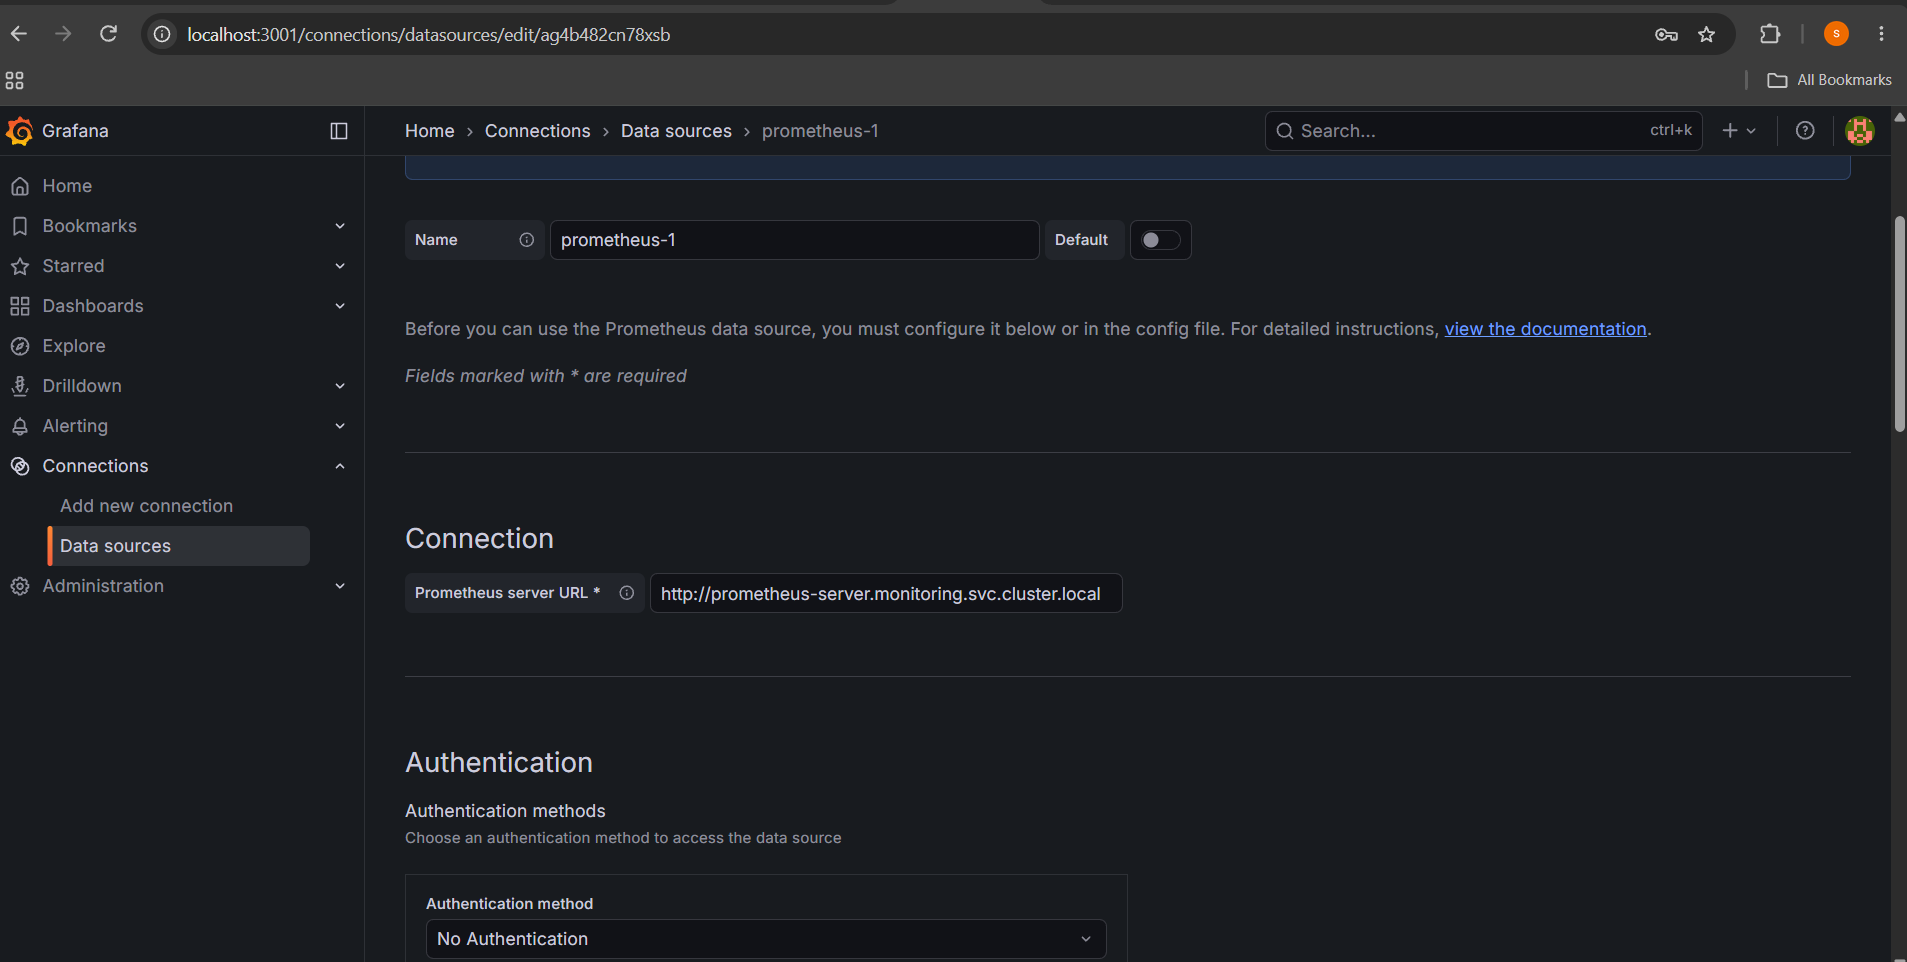 localhost:3001/connections/datasources/edit/ag4b482cn78xsb
S
All Bookmarks
Grafana
Home › Connections › Data sources › prometheus-1
Search...
ctrl+k
Home
Bookmarks
Starred
Dashboards
Explore
Drilldown
Alerting
Connections
Add new connection
Data sources
Administration
Name
prometheus-1
Default
Before you can use the Prometheus data source, you must configure it below or in the config file. For detailed instructions, view the documentation.
Fields marked with * are required
Connection
Prometheus server URL *
http://prometheus-server.monitoring.svc.cluster.local
Authentication
Authentication methods
Choose an authentication method to access the data source
Authentication method
No Authentication